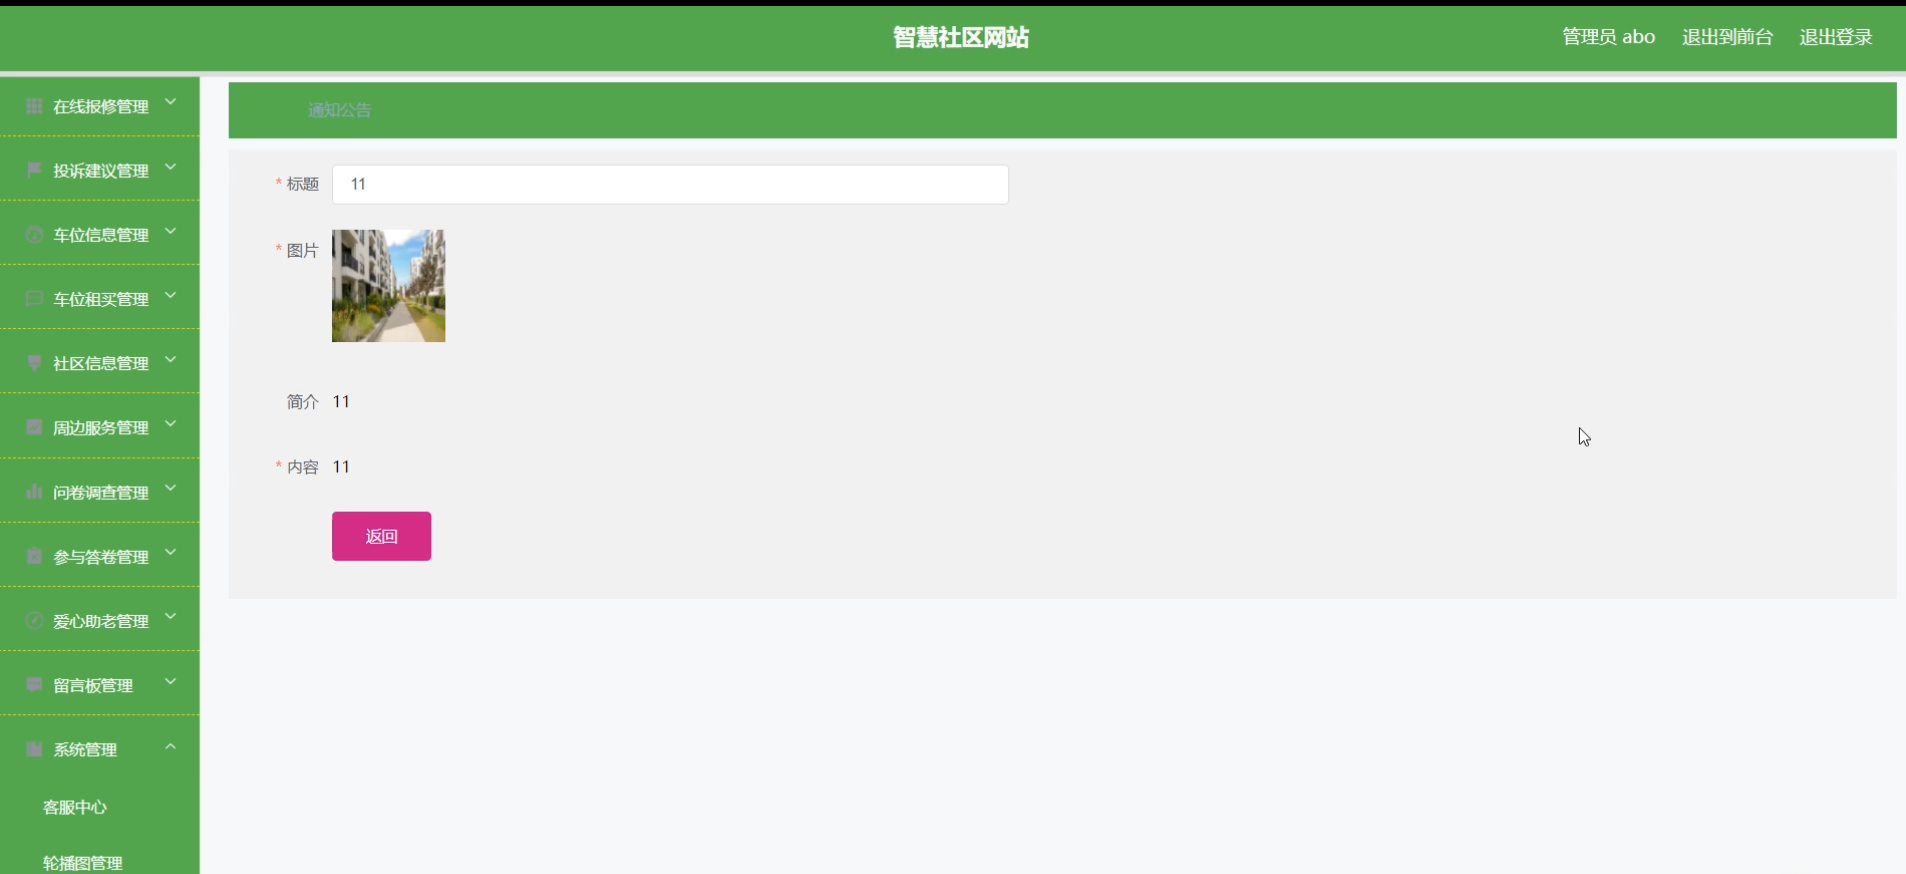 智慧社区网站
管理员 abo 退出到前台 退出登录
在线报修管理
投诉建议管理
车位信息管理
车位租买管理
社区信息管理
周边服务管理
问卷调查管理
参与答卷管理
爱心助老管理
留言板管理
系统管理
客服中心
轮播图管理
通知公告
* 标题 11
* 图片
简介 11
* 内容 11
返回